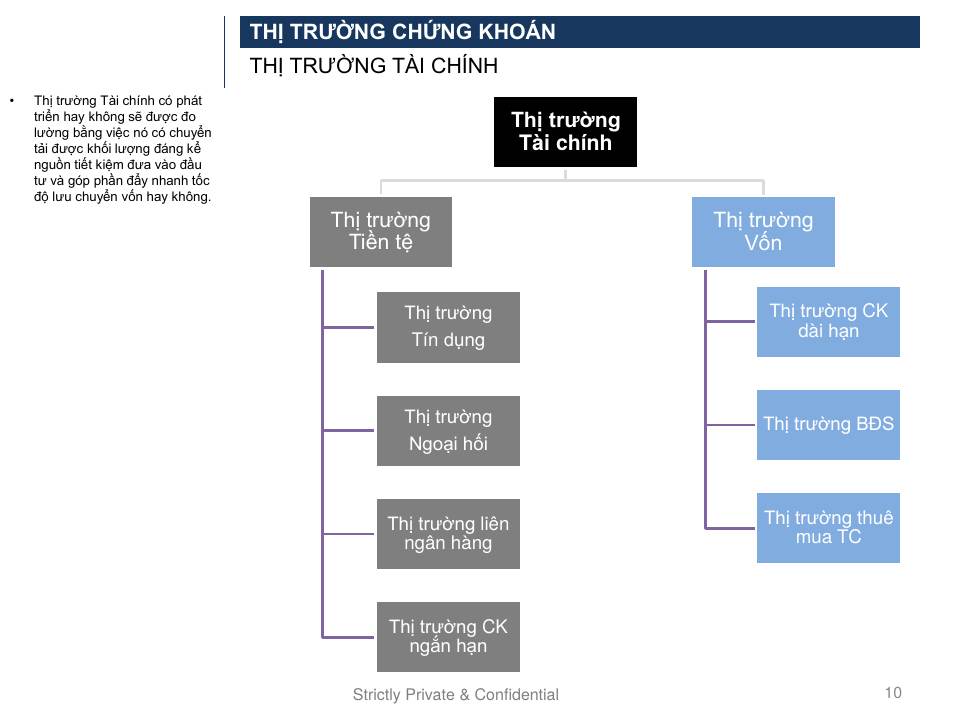 THỊ TRƯỜNG CHỨNG KHOÁN
THỊ TRƯỜNG TÀI CHÍNH
• Thị trường Tài chính có phát
triển hay không sẽ được đo
lường bằng việc nó có chuyển
tải được khối lượng đáng kể
nguồn tiết kiệm đưa vào đầu
tư và góp phần đẩy nhanh tốc
độ lưu chuyển vốn hay không.
Thị trường
Tài chính
Thị trường
Tiền tệ
Thị trường
Tín dụng
Thị trường
Ngoại hối
Thị trường liên
ngân hàng
Thị trường CK
ngắn hạn
Thị trường
Vốn
Thị trường CK
dài hạn
Thị trường BĐS
Thị trường thuê
mua TC
Strictly Private & Confidential
10